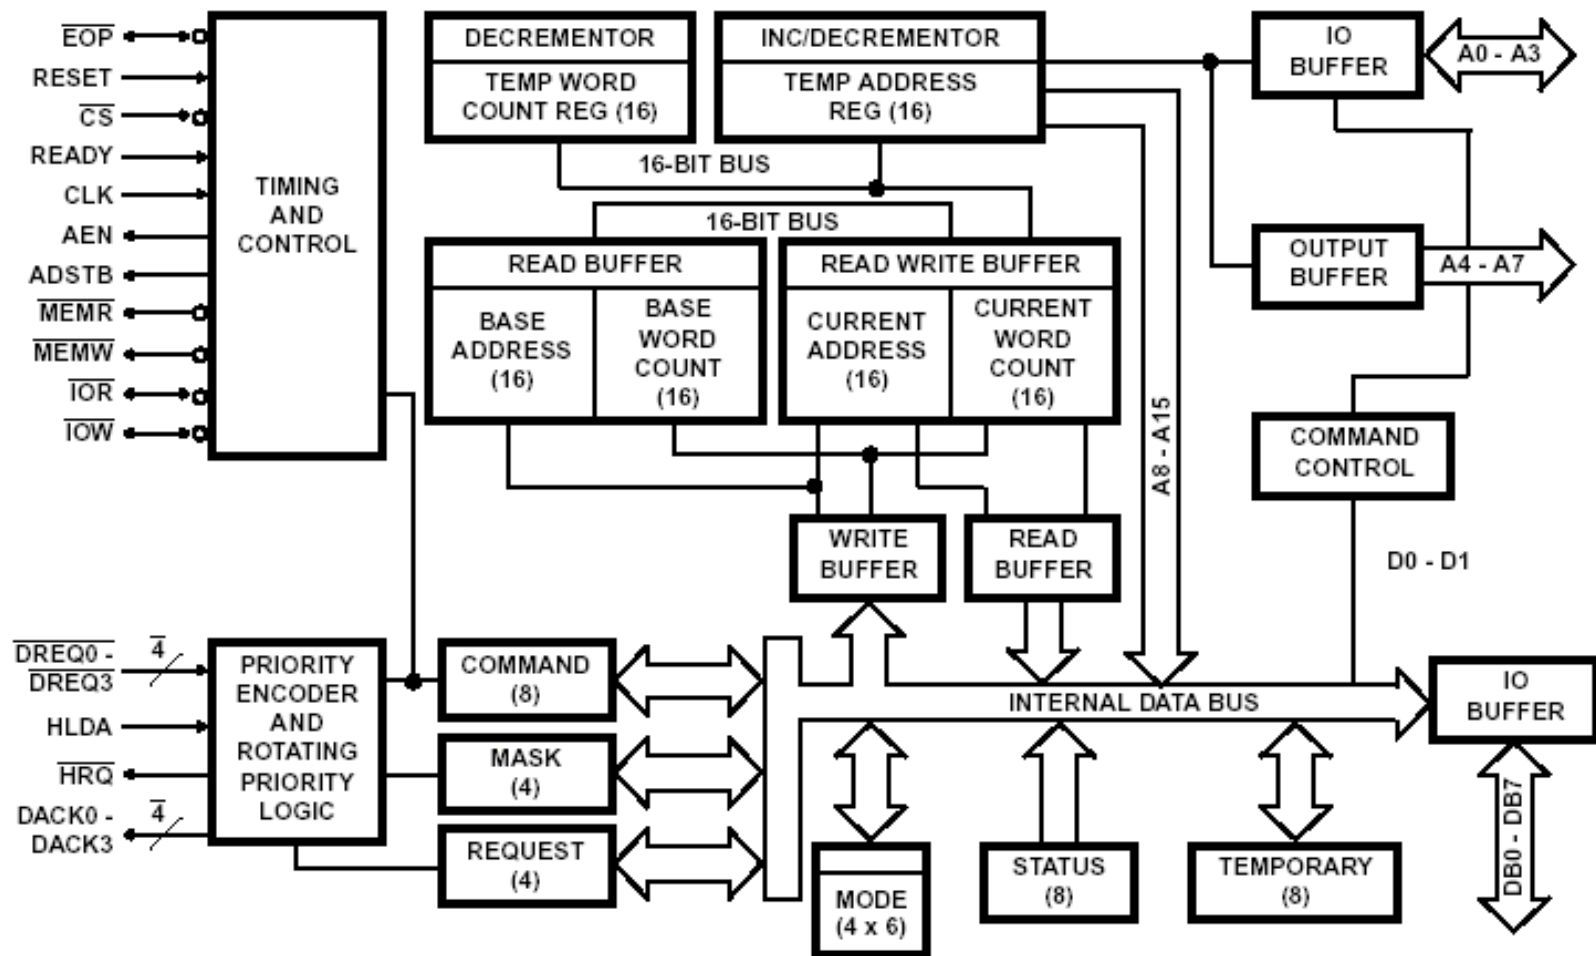 EOP
RESET
CS
READY
CLK
AEN
ADSTB
MEMR
MEMW
IOR
IOW
TIMING
AND
CONTROL
DECREMENTOR
TEMP WORD
COUNT REG (16)
INC/DECREMENTOR
TEMP ADDRESS
REG (16)
IO
BUFFER
A0 - A3
16-BIT BUS
16-BIT BUS
READ BUFFER
BASE
ADDRESS
(16)
BASE
WORD
COUNT
(16)
READ WRITE BUFFER
CURRENT
ADDRESS
(16)
CURRENT
WORD
COUNT
(16)
A8 - A15
OUTPUT
BUFFER
A4 - A7
COMMAND
CONTROL
WRITE
BUFFER
READ
BUFFER
D0 - D1
DREQ0 -
DREQ3
4
HLDA
HRQ
DACK0 -
DACK3
4
PRIORITY
ENCODER
AND
ROTATING
PRIORITY
LOGIC
COMMAND
(8)
MASK
(4)
REQUEST
(4)
INTERNAL DATA BUS
IO
BUFFER
MODE
(4 x 6)
STATUS
(8)
TEMPORARY
(8)
DB0 - DB7